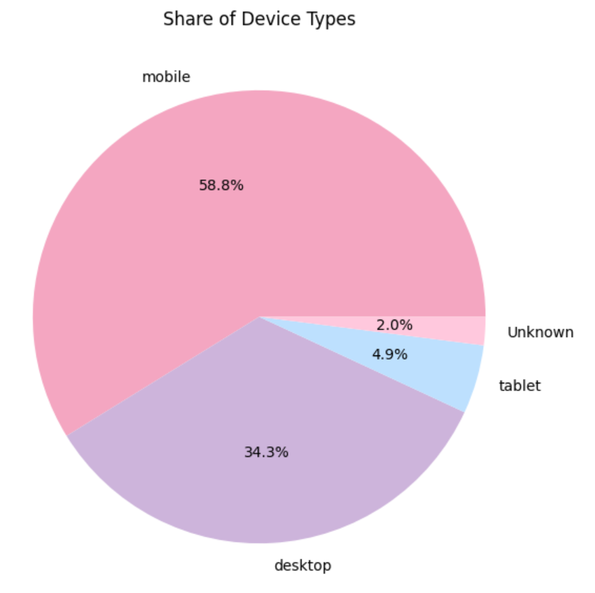 Share of Device Types
mobile
58.8%
2.0%
Unknown
4.9%
tablet
34.3%
desktop